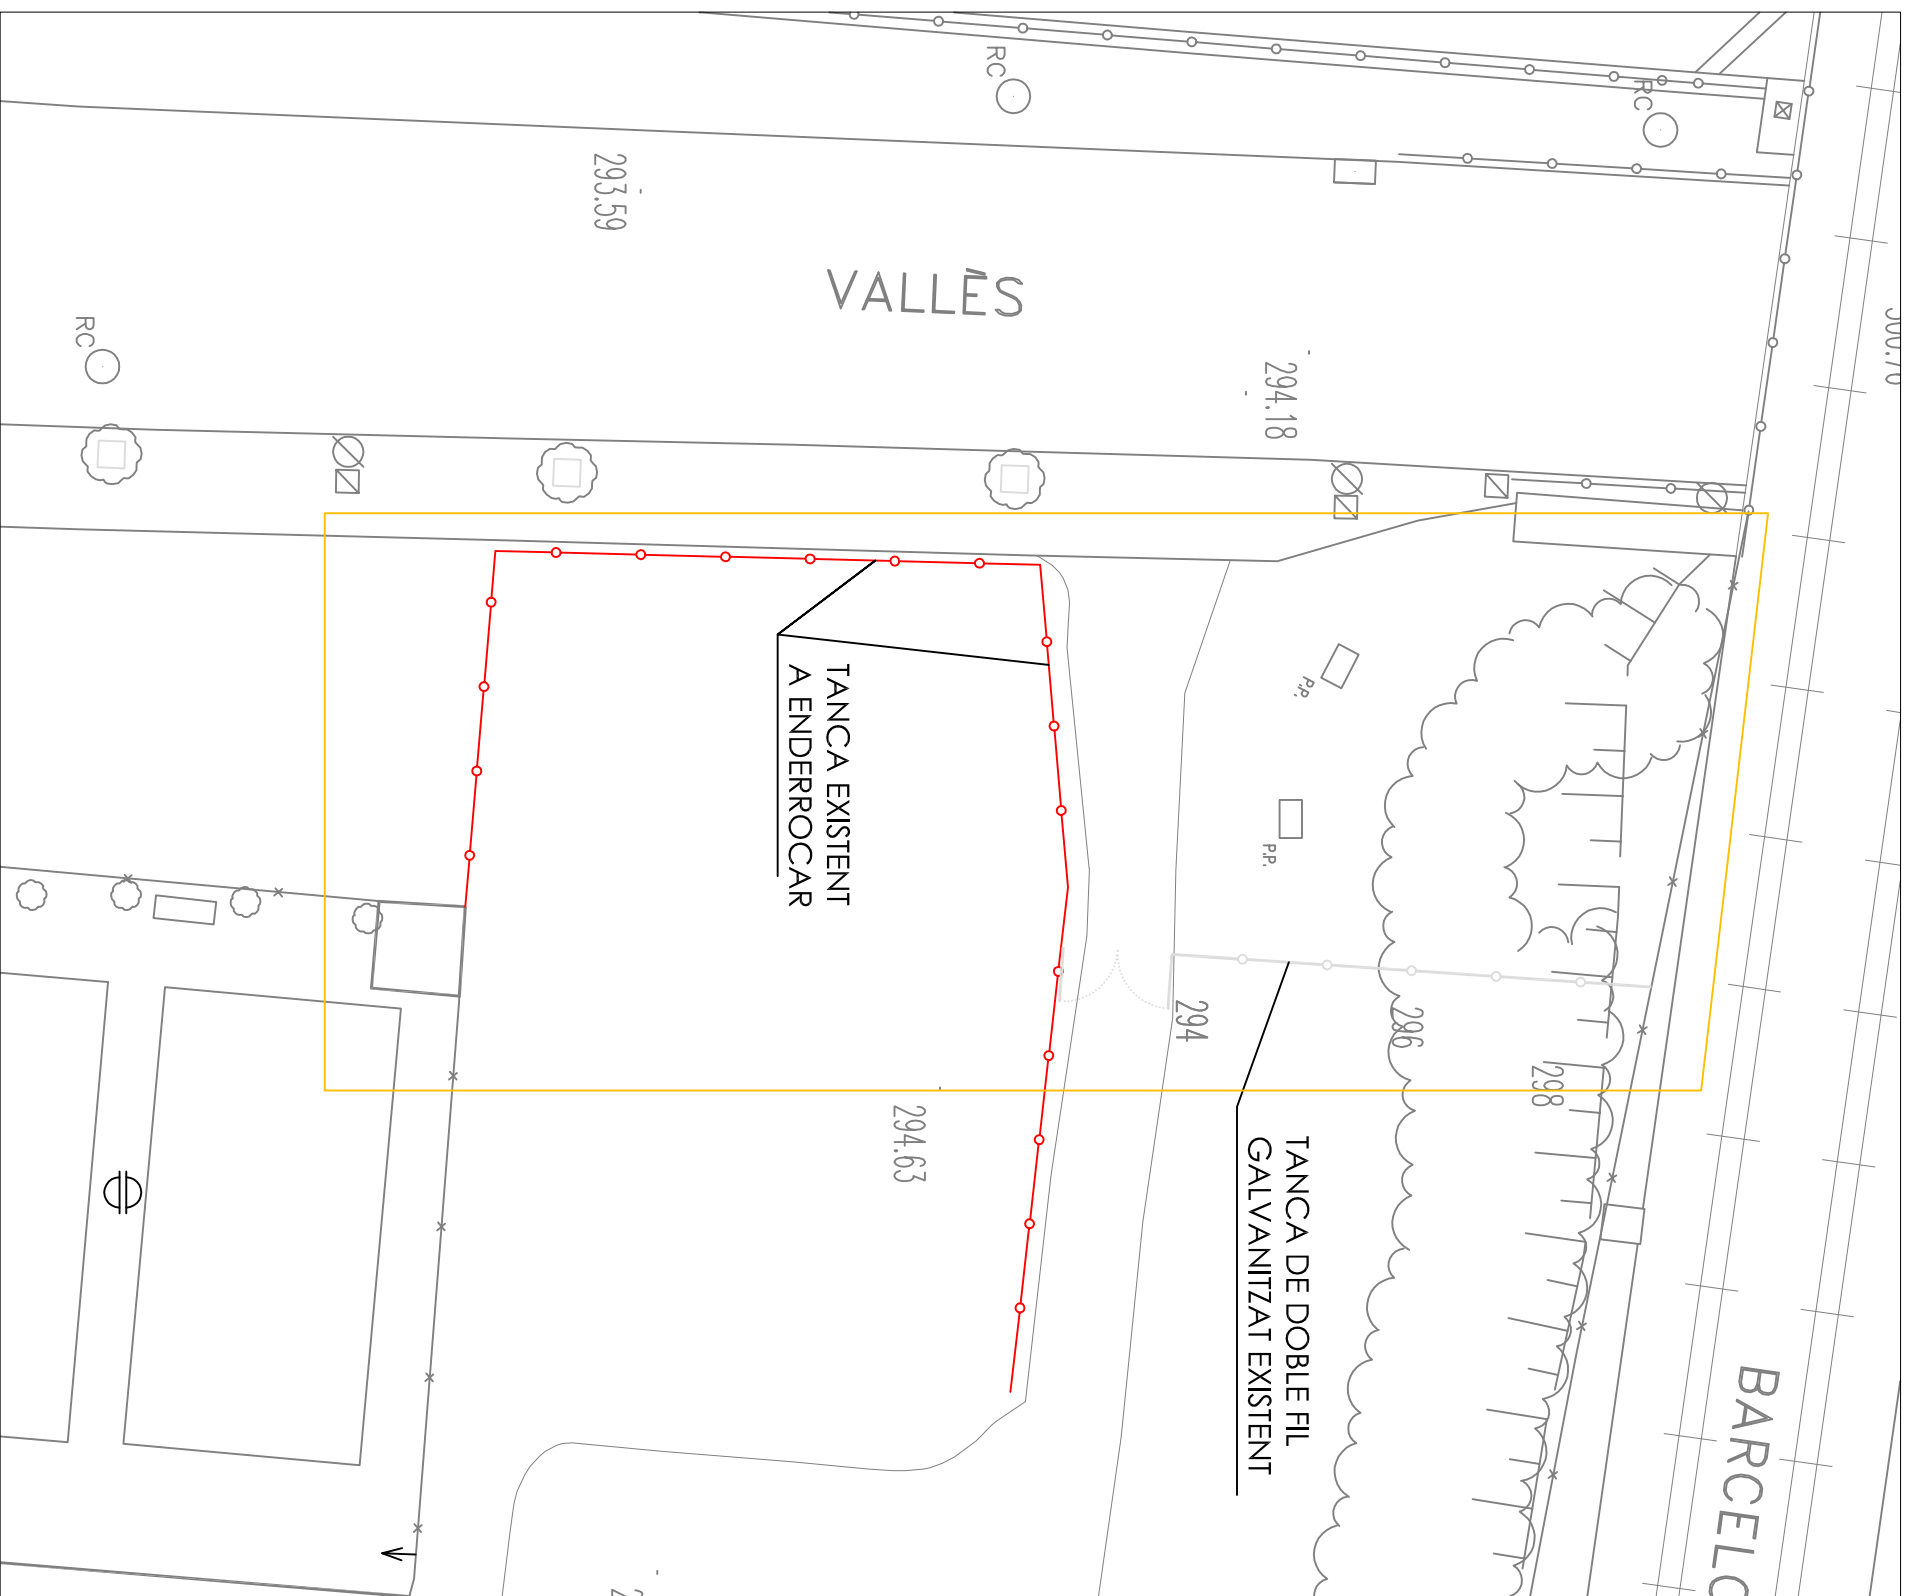 RC
RC
293.59
VALLÈS
RC
294.18
TANCA EXISTENT
A ENDERROCAR
P.P.
P.P.
294
296
298
294.63
TANCA DE DOBLE FIL
GALVANITZAT EXISTENT